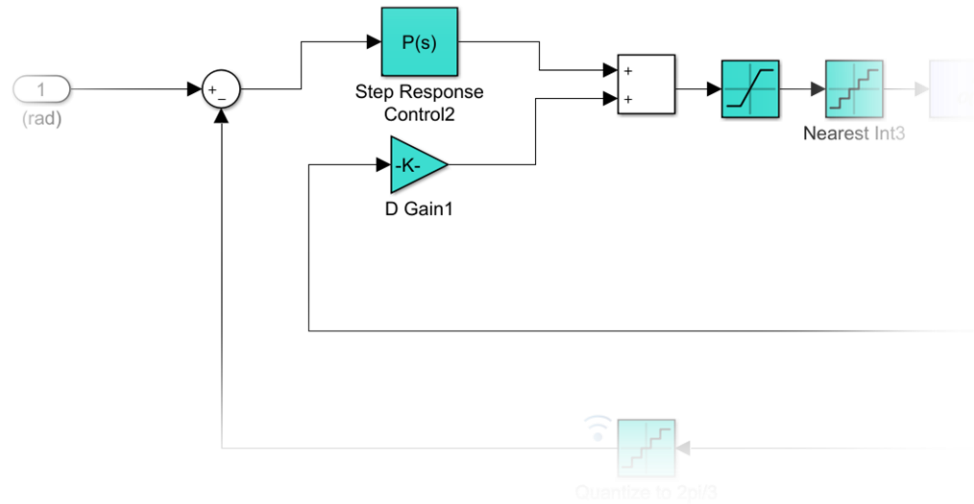 P(s)
1
(rad)
+
−
Step Response
Control2
+
+
-K-
D Gain1
Nearest Int3
Quantize to 2pi/3